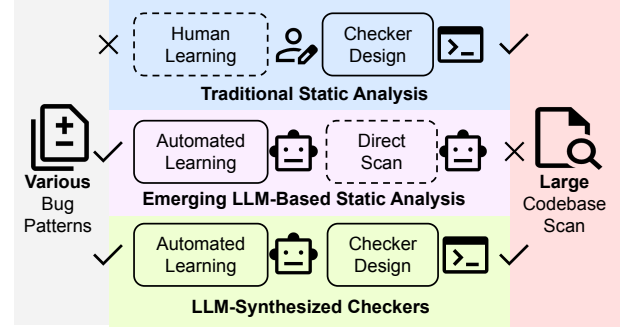 Human
Learning
Checker
Design
Traditional Static Analysis
Various
Bug
Patterns
Automated
Learning
Direct
Scan
Emerging LLM-Based Static Analysis
Large
Codebase
Scan
Automated
Learning
Checker
Design
LLM-Synthesized Checkers